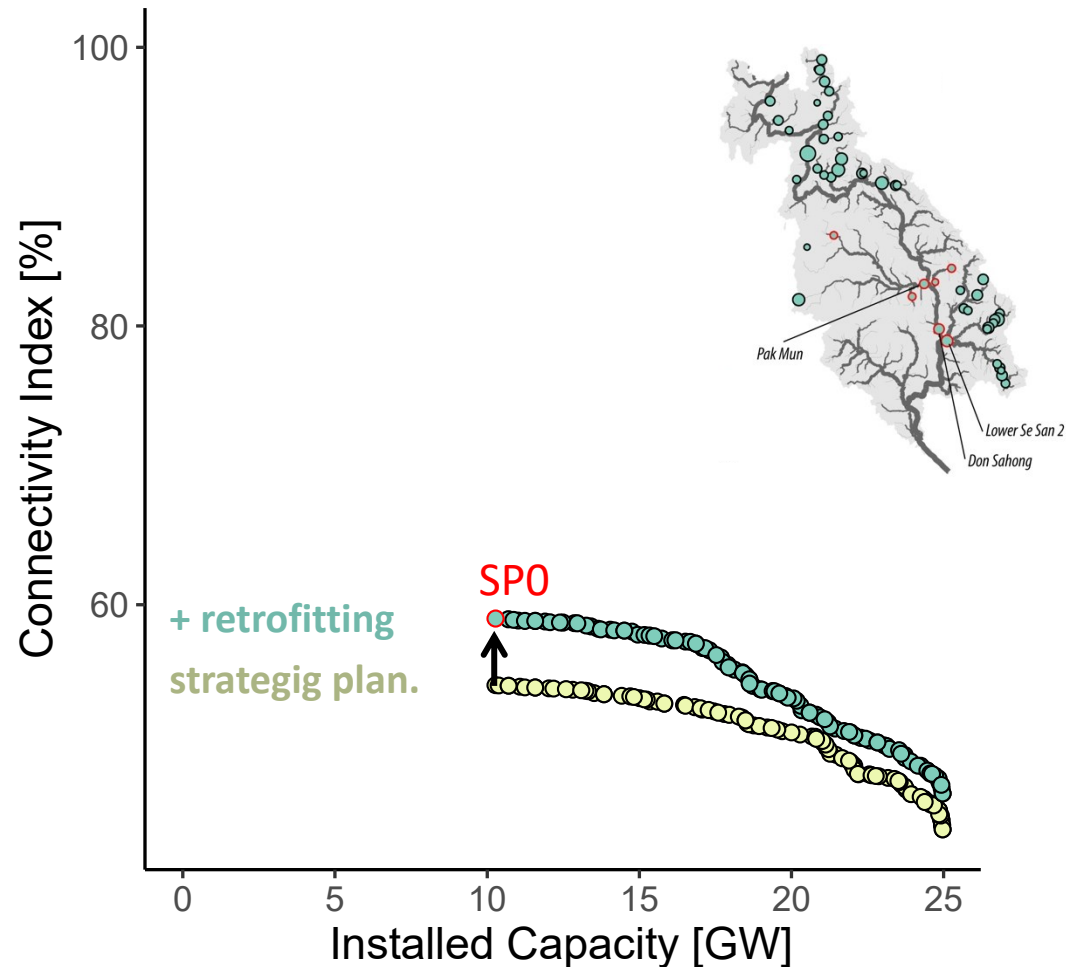 100
80
60
Connectivity Index [%]
Pak Mun
Lower Se San 2
Don Sahong
SP0
+ retrofitting
strategig plan.
0 5 10 15 20 25
Installed Capacity [GW]